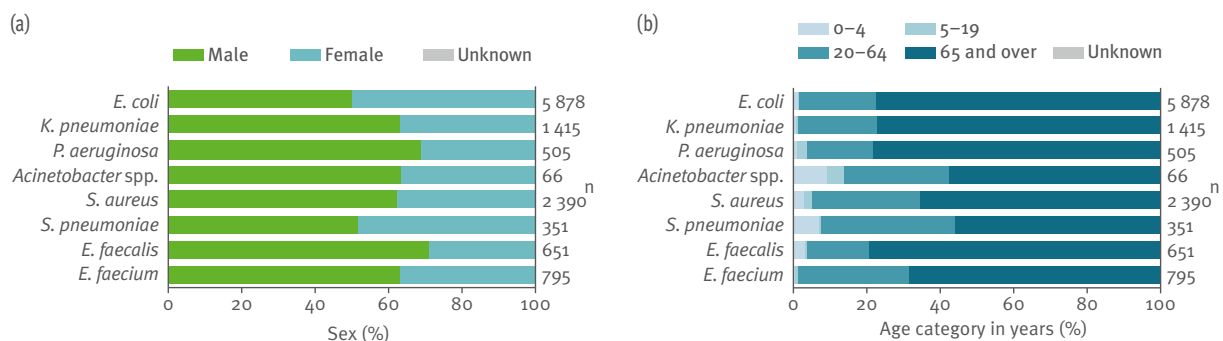 (a)
Male Female Unknown
E. coli 5 878
K. pneumoniae 1 415
P. aeruginosa 505
Acinetobacter spp. 66
S. aureus 2 390
n
S. pneumoniae 351
E. faecalis 651
E. faecium 795
0 20 40 60 80 100
Sex (%)
(b)
0–4 5–19
20–64 65 and over Unknown
E. coli 5 878
K. pneumoniae 1 415
P. aeruginosa 505
Acinetobacter spp. 66
S. aureus 2 390
n
S. pneumoniae 351
E. faecalis 651
E. faecium 795
0 20 40 60 80 100
Age category in years (%)